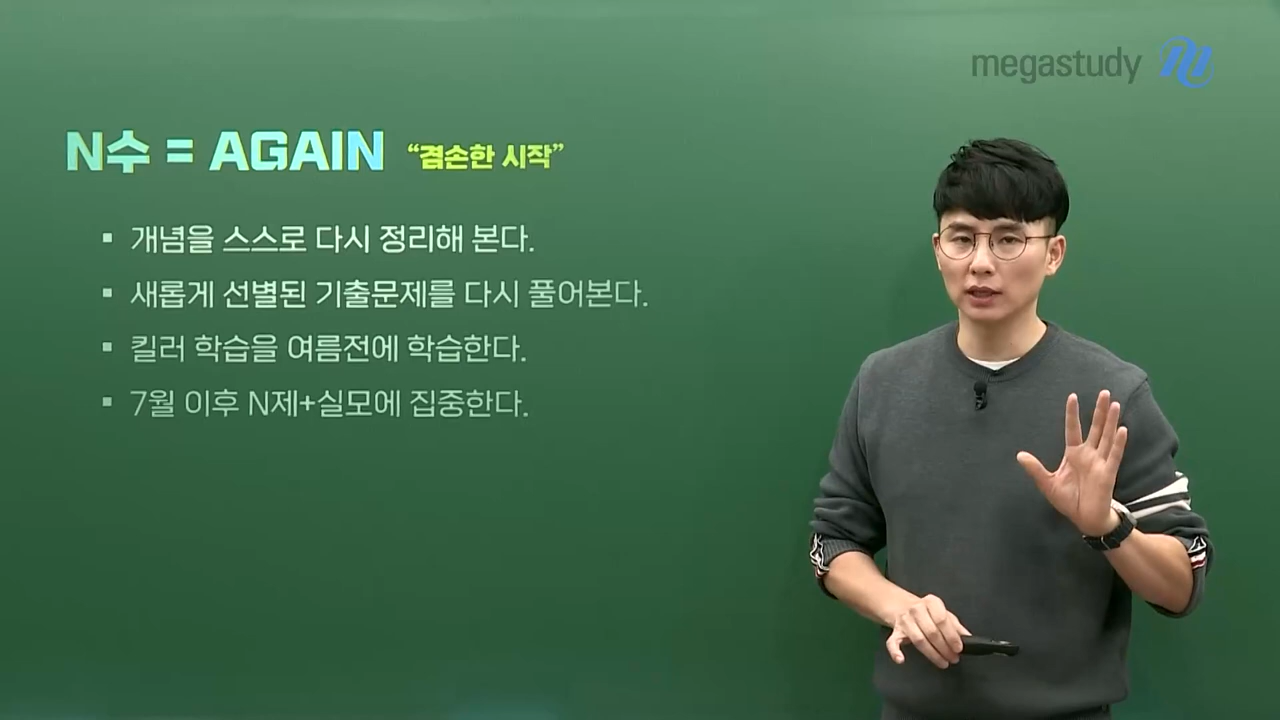 megastudy
N수 = AGAIN “겸손한 시작”
▪ 개념을 스스로 다시 정리해 본다.
▪ 새롭게 선별된 기출문제를 다시 풀어본다.
▪ 킬러 학습을 여름전에 학습한다.
▪ 7월 이후 N제+실모에 집중한다.